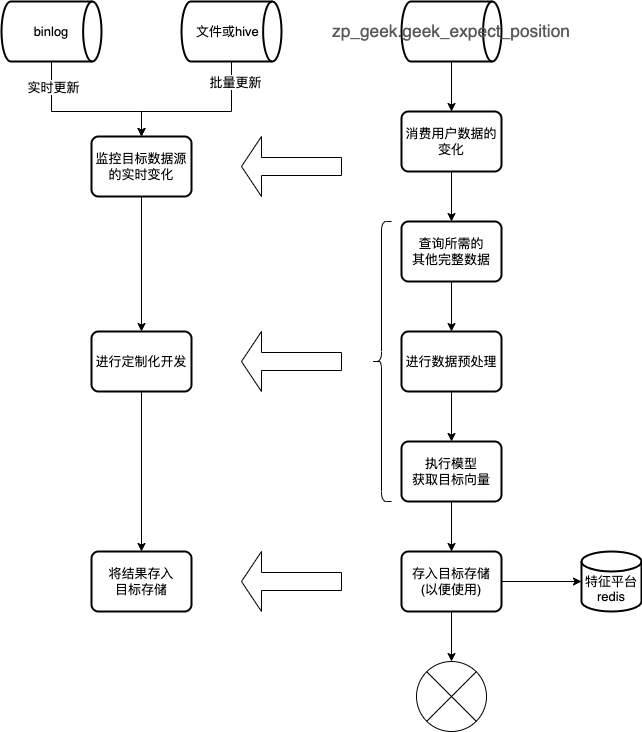 binlog
文件或hive
zp_geek.geek_expect_position
实时更新
批量更新
监控目标数据源
的实时变化
消费用户数据的
变化
查询所需的
其他完整数据
进行定制化开发
进行数据预处理
执行模型
获取目标向量
将结果存入
目标存储
存入目标存储
(以便使用)
特征平台
redis